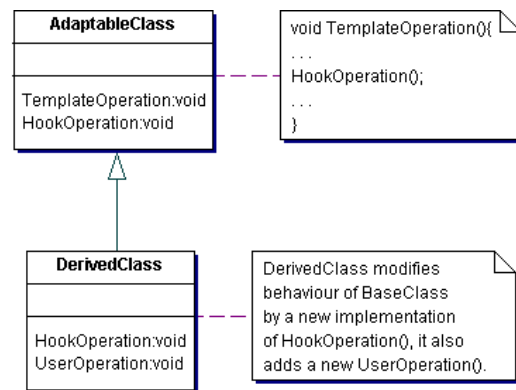 AdaptableClass
TemplateOperation:void
HookOperation:void
void TemplateOperation(){
. . .
HookOperation();
. . .
}
DerivedClass
HookOperation:void
UserOperation:void
DerivedClass modifies
behaviour of BaseClass
by a new implementation
of HookOperation(), it also
adds a new UserOperation().